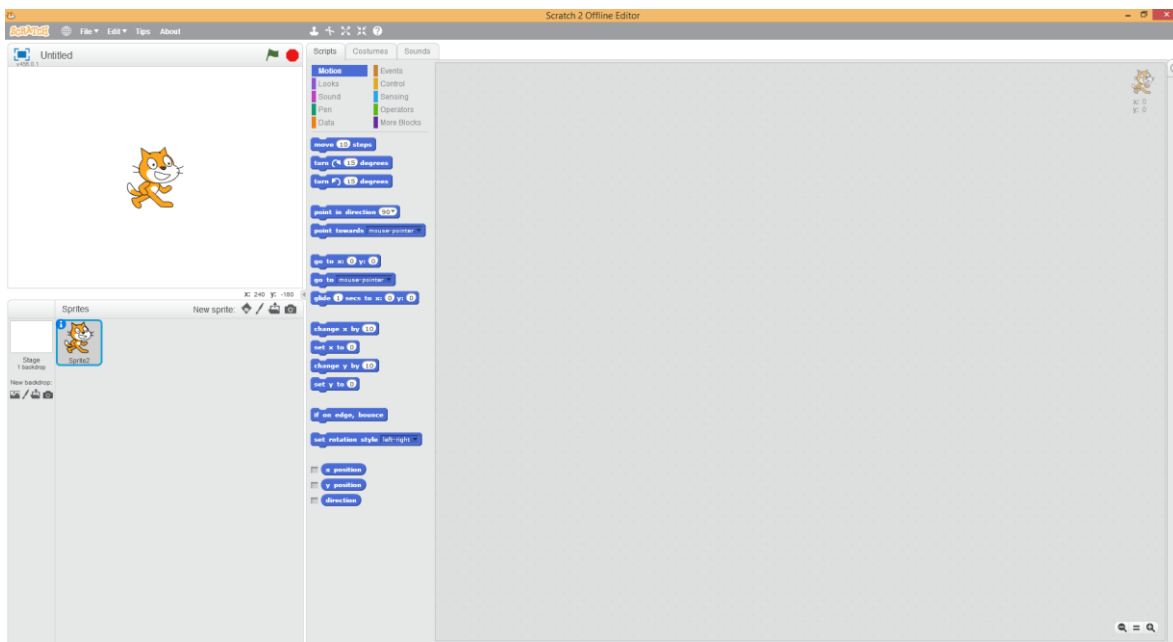 Scratch 2 Offline Editor
SCRATCH File Edit Tips About
Untitled
v456.0.1
Scripts Costumes Sounds
Motion Events
Looks Control
Sound Sensing
Pen Operators
Data More Blocks
move 10 steps
turn 15 degrees
turn 15 degrees
point in direction 90
point towards mouse-pointer
go to x: 0 y: 0
go to mouse-pointer
glide 1 secs to x: 0 y: 0
change x by 10
set x to 0
change y by 10
set y to 0
if on edge, bounce
set rotation style left-right
x position
y position
direction
x: 0
y: 0
X: 240 y: -180
Sprites New sprite:
Stage
1 backdrop
Sprite2
New backdrop: